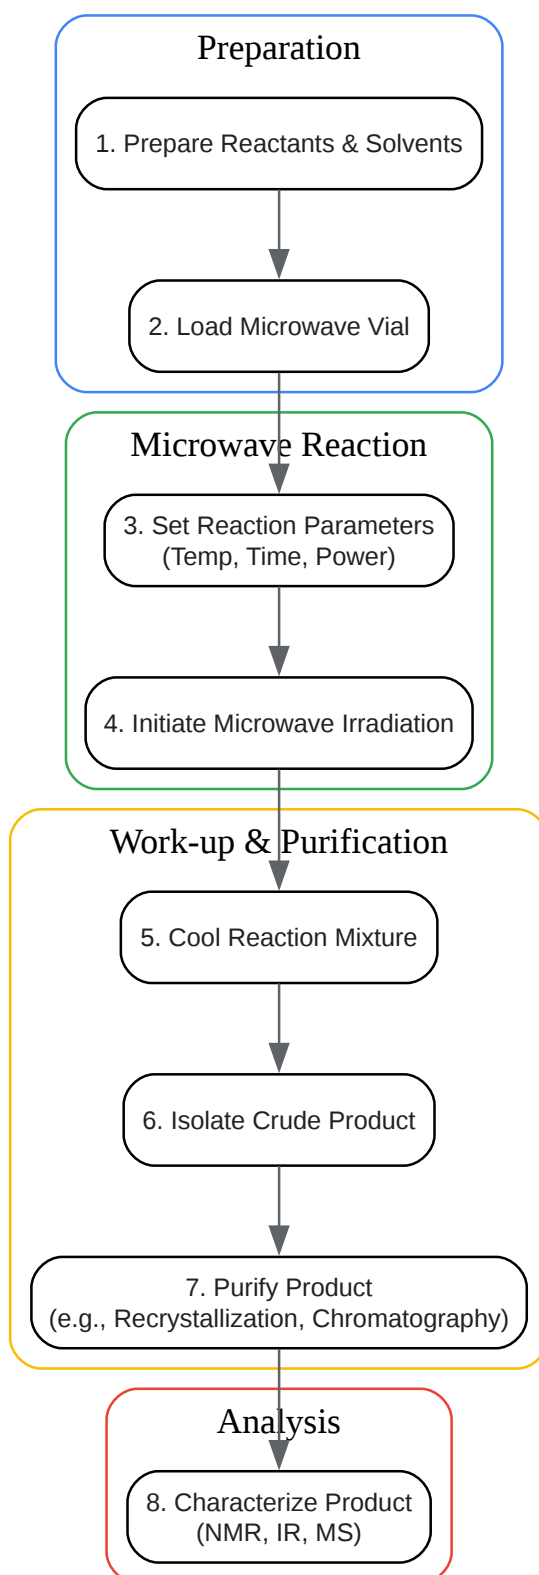 Preparation
1. Prepare Reactants & Solvents
2. Load Microwave Vial
Microwave Reaction
3. Set Reaction Parameters
(Temp, Time, Power)
4. Initiate Microwave Irradiation
Work-up & Purification
5. Cool Reaction Mixture
6. Isolate Crude Product
7. Purify Product
(e.g., Recrystallization, Chromatography)
Analysis
8. Characterize Product
(NMR, IR, MS)